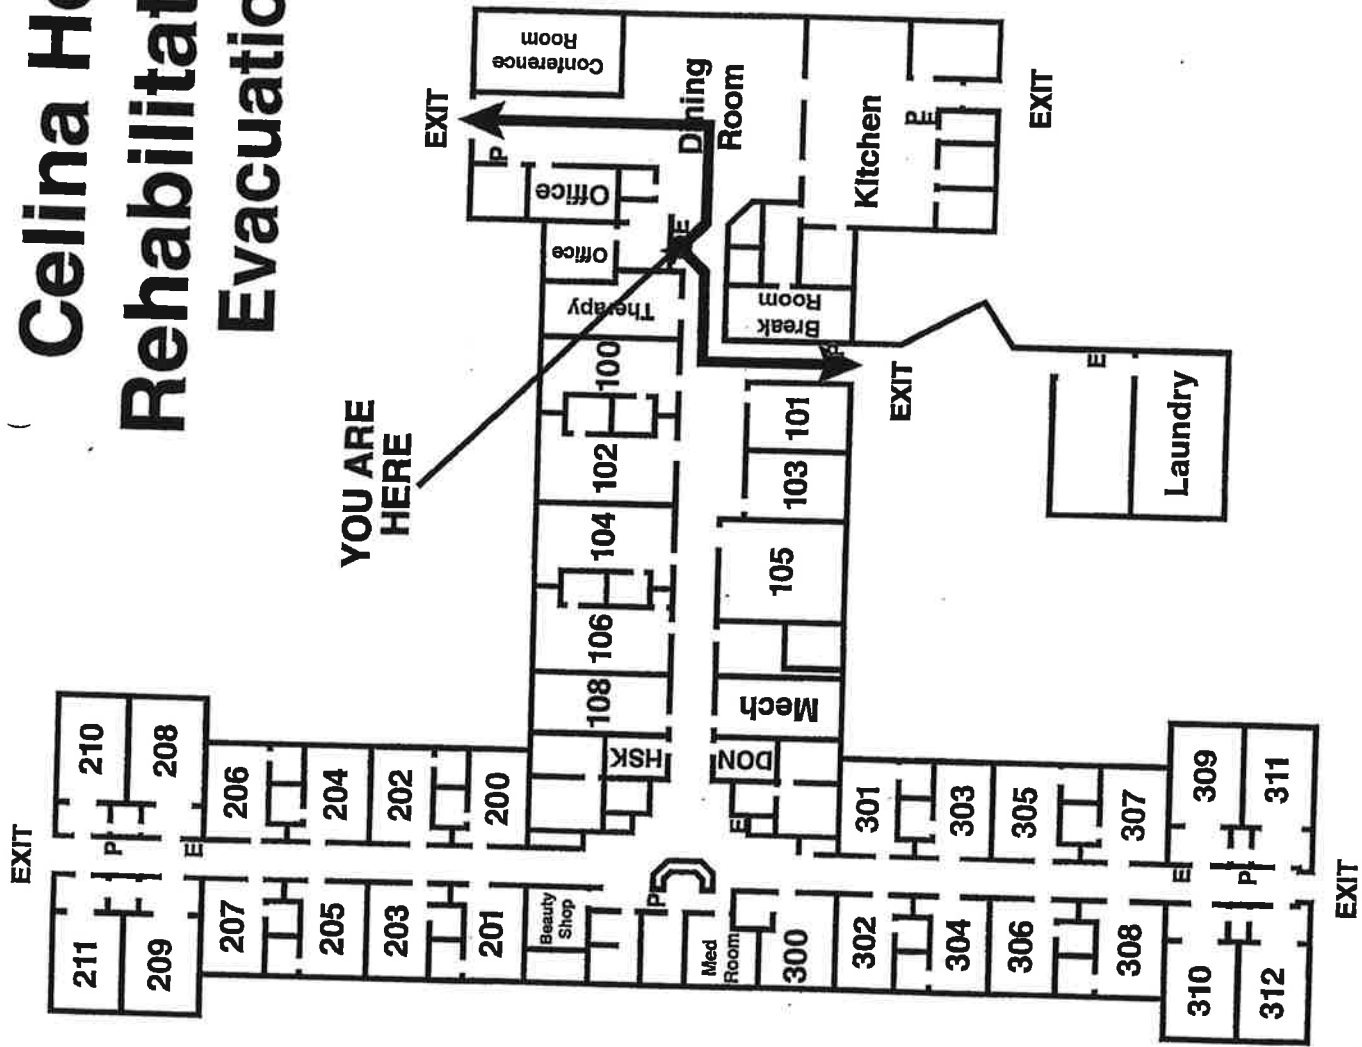 Celina He
Rehabilitat
Evacuatio
EXIT
Conference
Room
Dining
Room
Kitchen
P
E
EXIT
P
Office
Office
E
Therapy
Break
Room
YOU ARE
HERE
100
102
104
106
108
HSK
101
103
105
Mech
DON
EXIT
E
Laundry
EXIT
210
208
206
204
202
200
P
E
211
209
207
205
203
201
Beauty
Shop
P
E
Med
Room
300
301
303
305
307
309
311
302
304
306
308
310
312
E
P
EXIT